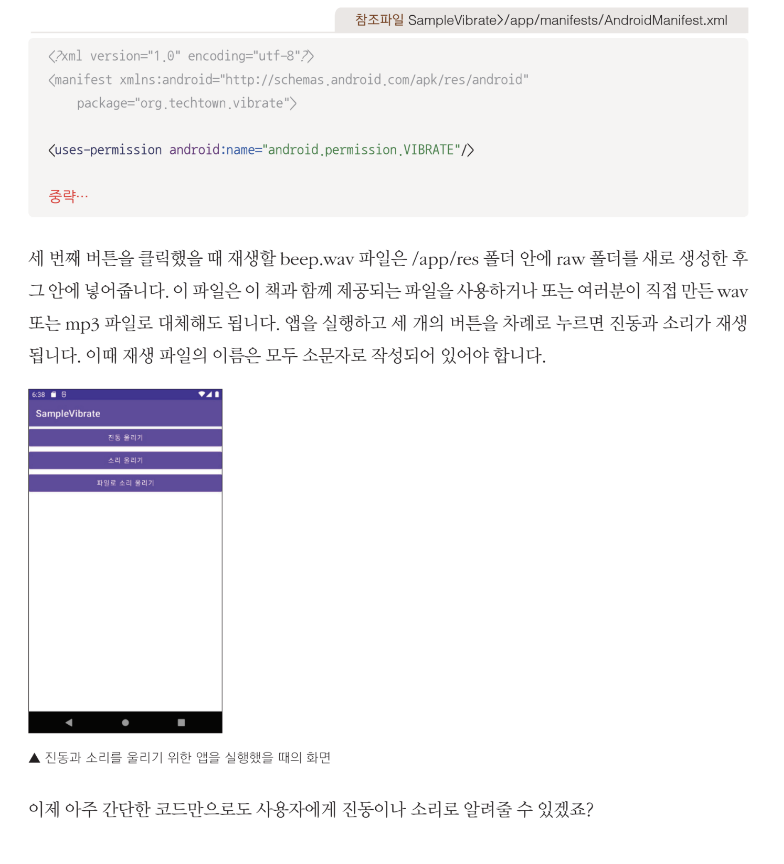 참조파일 SampleVibrate>/app/manifests/AndroidManifest.xml
<?xml version="1.0" encoding="utf-8"?>
<manifest xmlns:android="http://schemas.android.com/apk/res/android"
package="org.techtown.vibrate">
<uses-permission android:name="android.permission.VIBRATE"/>
중략…
세 번째 버튼을 클릭했을 때 재생할 beep.wav 파일은 /app/res 폴더 안에 raw 폴더를 새로 생성한 후
그 안에 넣어줍니다. 이 파일은 이 책과 함께 제공되는 파일을 사용하거나 또는 여러분이 직접 만든 wav
또는 mp3 파일로 대체해도 됩니다. 앱을 실행하고 세 개의 버튼을 차례로 누르면 진동과 소리가 재생
됩니다. 이때 재생 파일의 이름은 모두 소문자로 작성되어 있어야 합니다.
6:38
SampleVibrate
진동 울리기
소리 울리기
파일로 소리 울리기
▲ 진동과 소리를 울리기 위한 앱을 실행했을 때의 화면
이제 아주 간단한 코드만으로도 사용자에게 진동이나 소리로 알려줄 수 있겠죠?